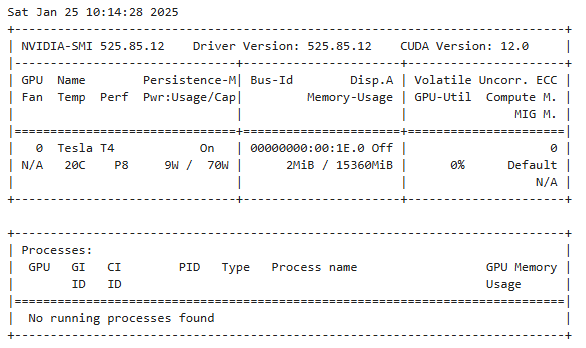 Sat Jan 25 10:14:28 2025
+-----------------------------------------------------------------------------+
| NVIDIA-SMI 525.85.12    Driver Version: 525.85.12    CUDA Version: 12.0     |
|-------------------------------+----------------------+----------------------+
| GPU  Name        Persistence-M| Bus-Id        Disp.A | Volatile Uncorr. ECC |
| Fan  Temp  Perf  Pwr:Usage/Cap|         Memory-Usage | GPU-Util  Compute M. |
|                               |                      |               MIG M. |
|===============================+======================+======================|
|   0  Tesla T4            On   | 00000000:00:1E.0 Off |                    0 |
| N/A   20C    P8     9W /  70W |      2MiB / 15360MiB |      0%      Default |
|                               |                      |                  N/A |
+-------------------------------+----------------------+----------------------+

+-----------------------------------------------------------------------------+
| Processes:                                                                  |
|  GPU   GI   CI        PID   Type   Process name                  GPU Memory |
|        ID   ID                                                   Usage      |
|=============================================================================|
|  No running processes found                                                 |
+-----------------------------------------------------------------------------+